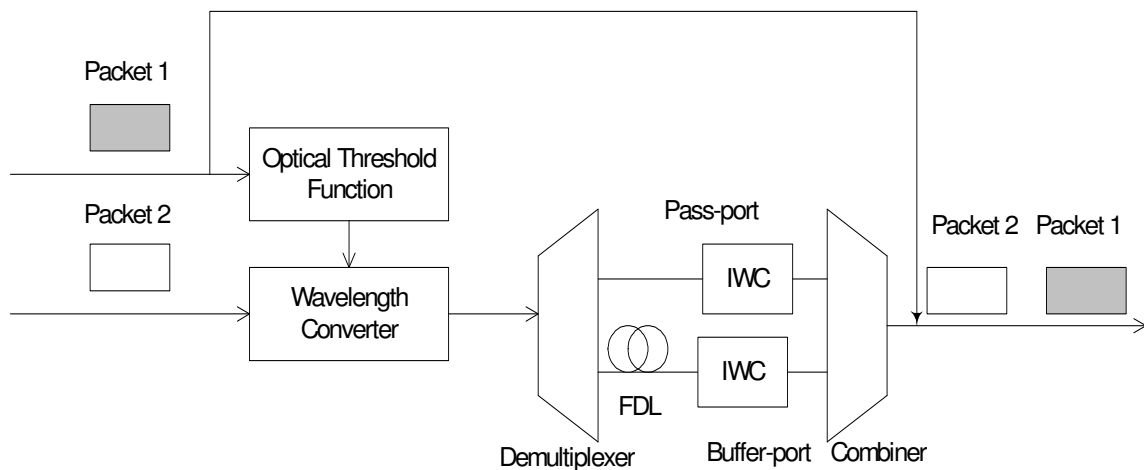 Packet 1
Optical Threshold
Function
Packet 2
Pass-port
Packet 2
Packet 1
Wavelength
Converter
IWC
IWC
FDL
Demultiplexer
Buffer-port
Combiner